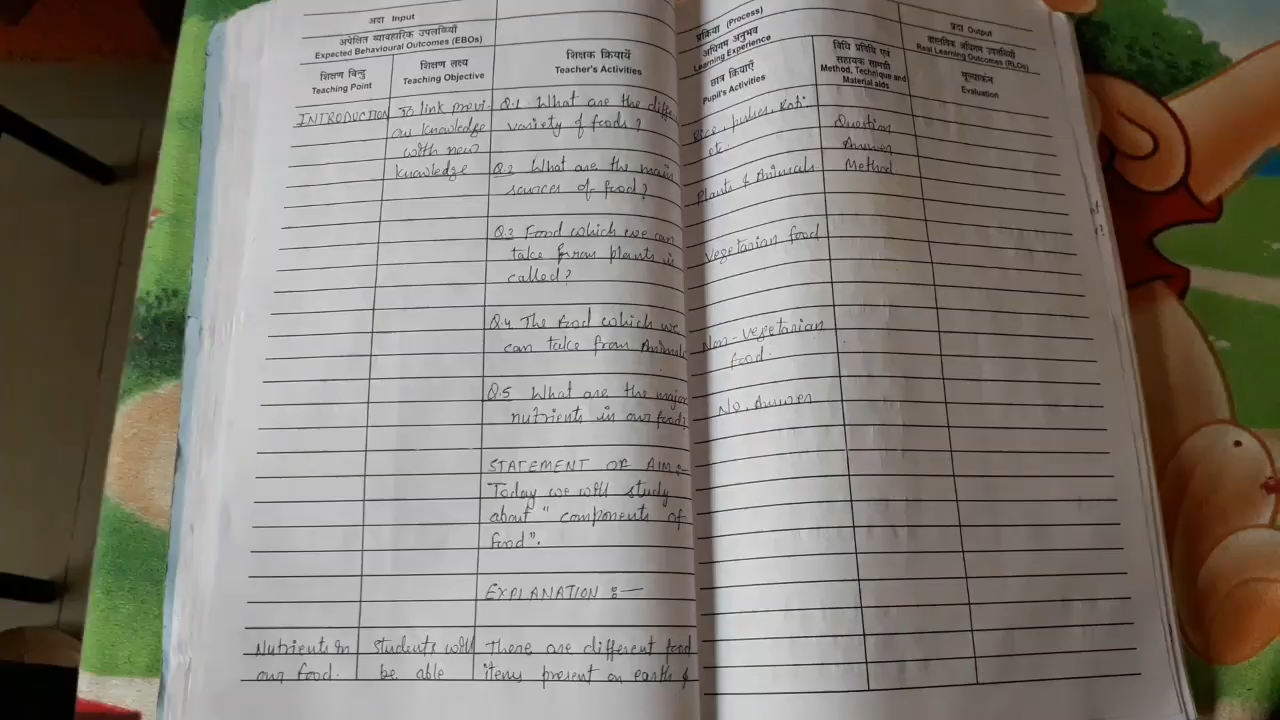 अदा Input
अपेक्षित व्यावहारिक उपलब्धियाँ
Expected Behavioural Outcomes (EBOs)
शिक्षण बिन्दु
Teaching Point
शिक्षण लक्ष्य
Teaching Objective
शिक्षक क्रियायें
Teacher's Activities
प्रक्रिया (Process)
अधिगम अनुभव
Learning Experience
छात्र क्रियाएँ
Pupil's Activities
विधि प्रविधि एवं
सहायक सामग्री
Method, Technique and
Material aids
प्रदा Output
वास्तविक अधिगम उपलब्धियाँ
Real Learning Outcomes (RLOs)
मूल्यांकन
Evaluation
INTRODUCTION
To link previ-
ou knowledge
with new
knowledge
Q.1 What are the
variety of foods?
Q.2 What are the main
sources of food?
Q.3 Food which we can
take from plants is
called?
Q.4 The food which we
can take from Animals
Q.5 What are the major
nutrients in our food?
STATEMENT OF AIM :-
Today we will study
about "components of
food".
EXPLANATION :-
Nutrients in
our food.
students will
be able
There are different food
items present on earth &
pulses, Roti
etc.
Plants & Animals
Vegetarian food
Non-vegetarian
food.
No. Answer
Question
Answer
Method